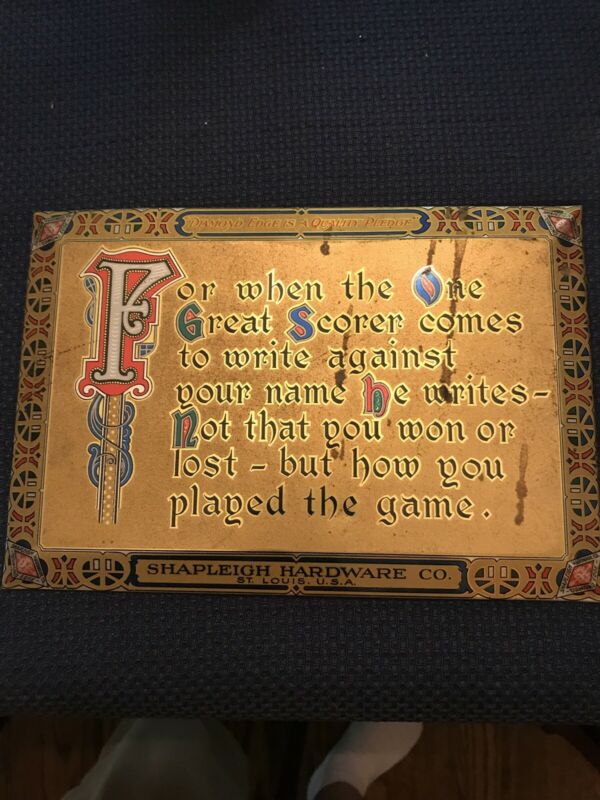 DIAMOND EDGE IS A QUALITY PLEDGE
For when the One
Great Scorer comes
to write against
your name he writes-
Not that you won or
lost - but how you
played the game.
SHAPLEIGH HARDWARE CO.
ST. LOUIS. U.S.A.